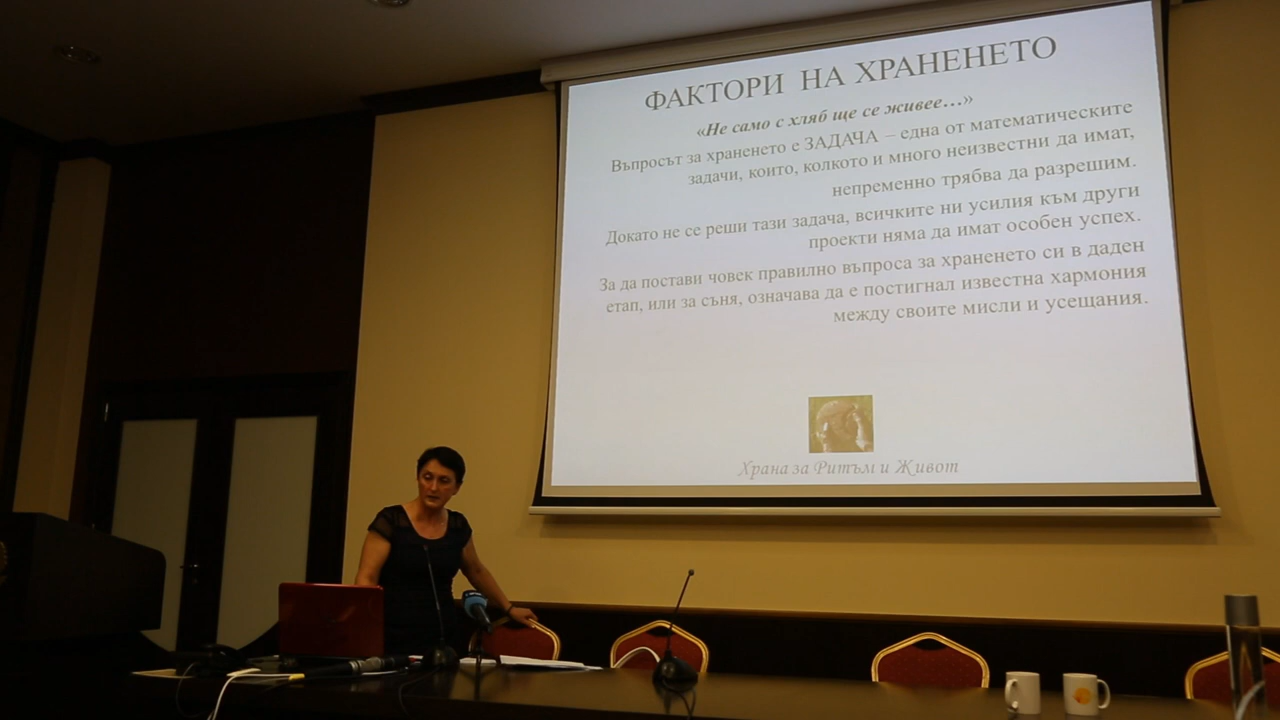 ФАКТОРИ НА ХРАНЕНЕТО
«Не само с хляб ще се живее…»
Въпросът за храненето е ЗАДАЧА – една от математическите
задачи, които, колкото и много неизвестни да имат,
непременно трябва да разрешим.
Докато не се реши тази задача, всичките ни усилия към други
проекти няма да имат особен успех.
За да постави човек правилно въпроса за храненето си в даден
етап, или за съня, означава да е постигнал известна хармония
между своите мисли и усещания.
Храна за Ритъм и Живот